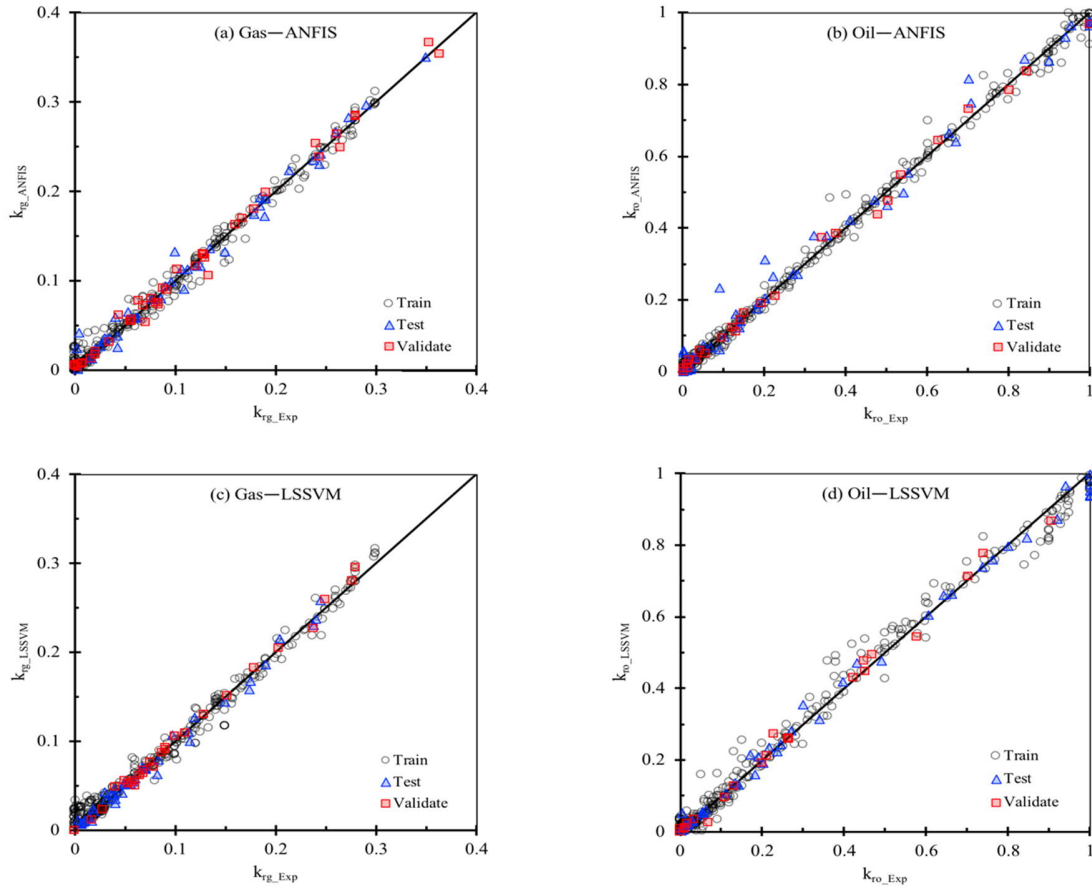 (a) Gas—ANFIS
0.4
0.3
0.2
0.1
0
k_rg_ANFIS
Train
Test
Validate
0
0.1
0.2
0.3
0.4
k_rg_Exp
(b) Oil—ANFIS
1
0.8
0.6
0.4
0.2
0
k_ro_ANFIS
Train
Test
Validate
0
0.2
0.4
0.6
0.8
1
k_ro_Exp
(c) Gas—LSSVM
0.4
0.3
0.2
0.1
0
k_rg_LSSVM
Train
Test
Validate
0
0.1
0.2
0.3
0.4
k_rg_Exp
(d) Oil—LSSVM
1
0.8
0.6
0.4
0.2
0
k_ro_LSSVM
Train
Test
Validate
0
0.2
0.4
0.6
0.8
1
k_ro_Exp